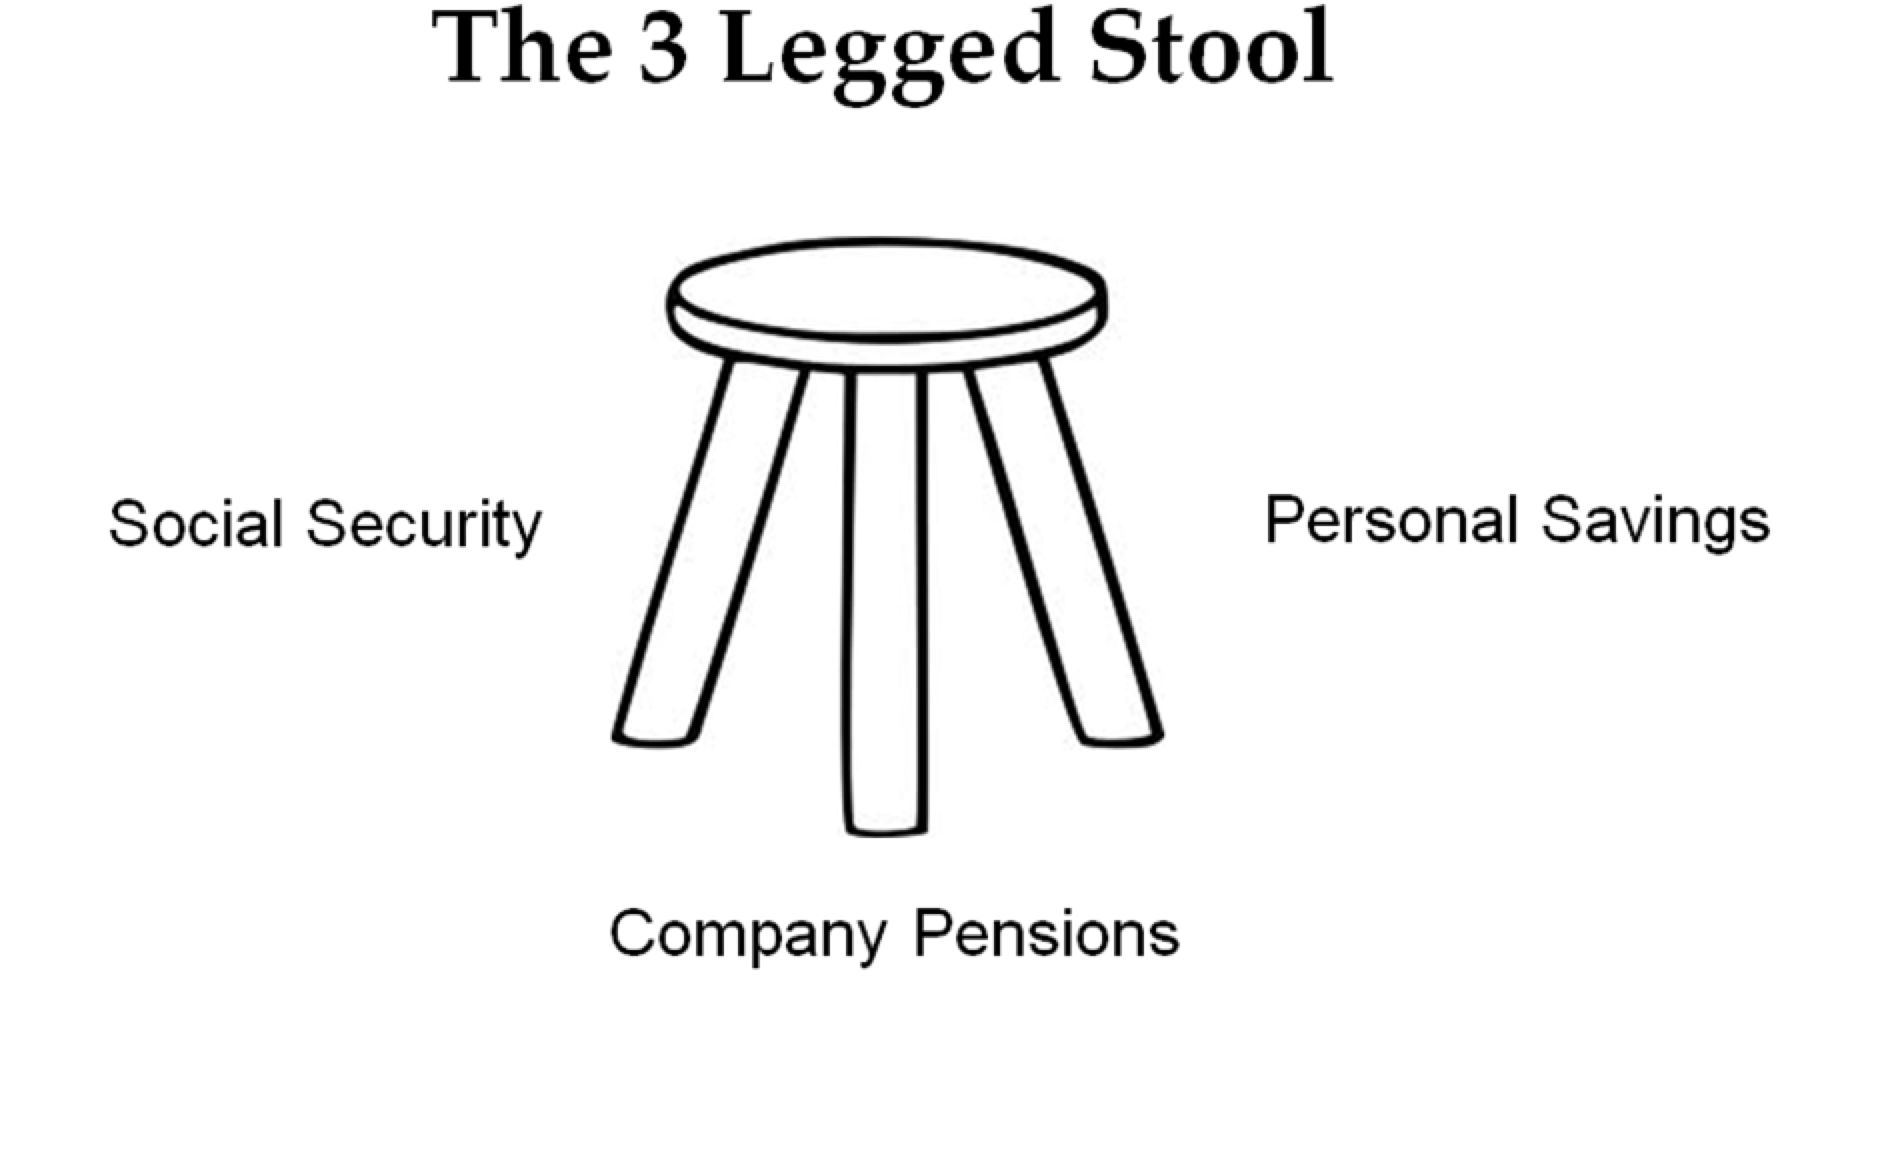 The 3 Legged Stool
Social Security
Personal Savings
Company Pensions